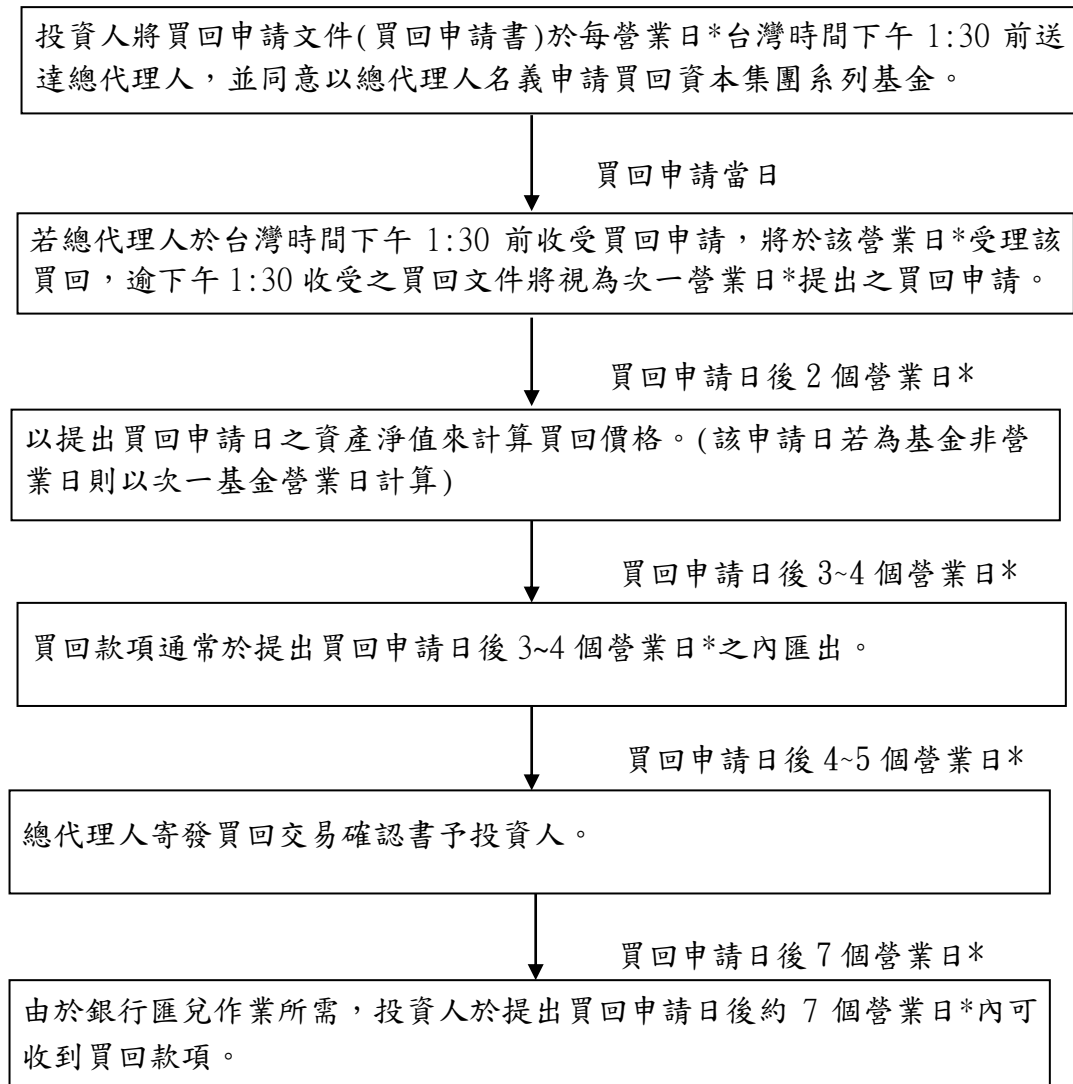 投資人將買回申請文件(買回申請書)於每營業日*台灣時間下午 1:30 前送
達總代理人，並同意以總代理人名義申請買回資本集團系列基金。
買回申請當日
若總代理人於台灣時間下午 1:30 前收受買回申請，將於該營業日*受理該
買回，逾下午 1:30 收受之買回文件將視為次一營業日*提出之買回申請。
買回申請日後 2 個營業日*
以提出買回申請日之資產淨值來計算買回價格。(該申請日若為基金非營
業日則以次一基金營業日計算)
買回申請日後 3~4 個營業日*
買回款項通常於提出買回申請日後 3~4 個營業日*之內匯出。
買回申請日後 4~5 個營業日*
總代理人寄發買回交易確認書予投資人。
買回申請日後 7 個營業日*
由於銀行匯兌作業所需，投資人於提出買回申請日後約 7 個營業日*內可
收到買回款項。